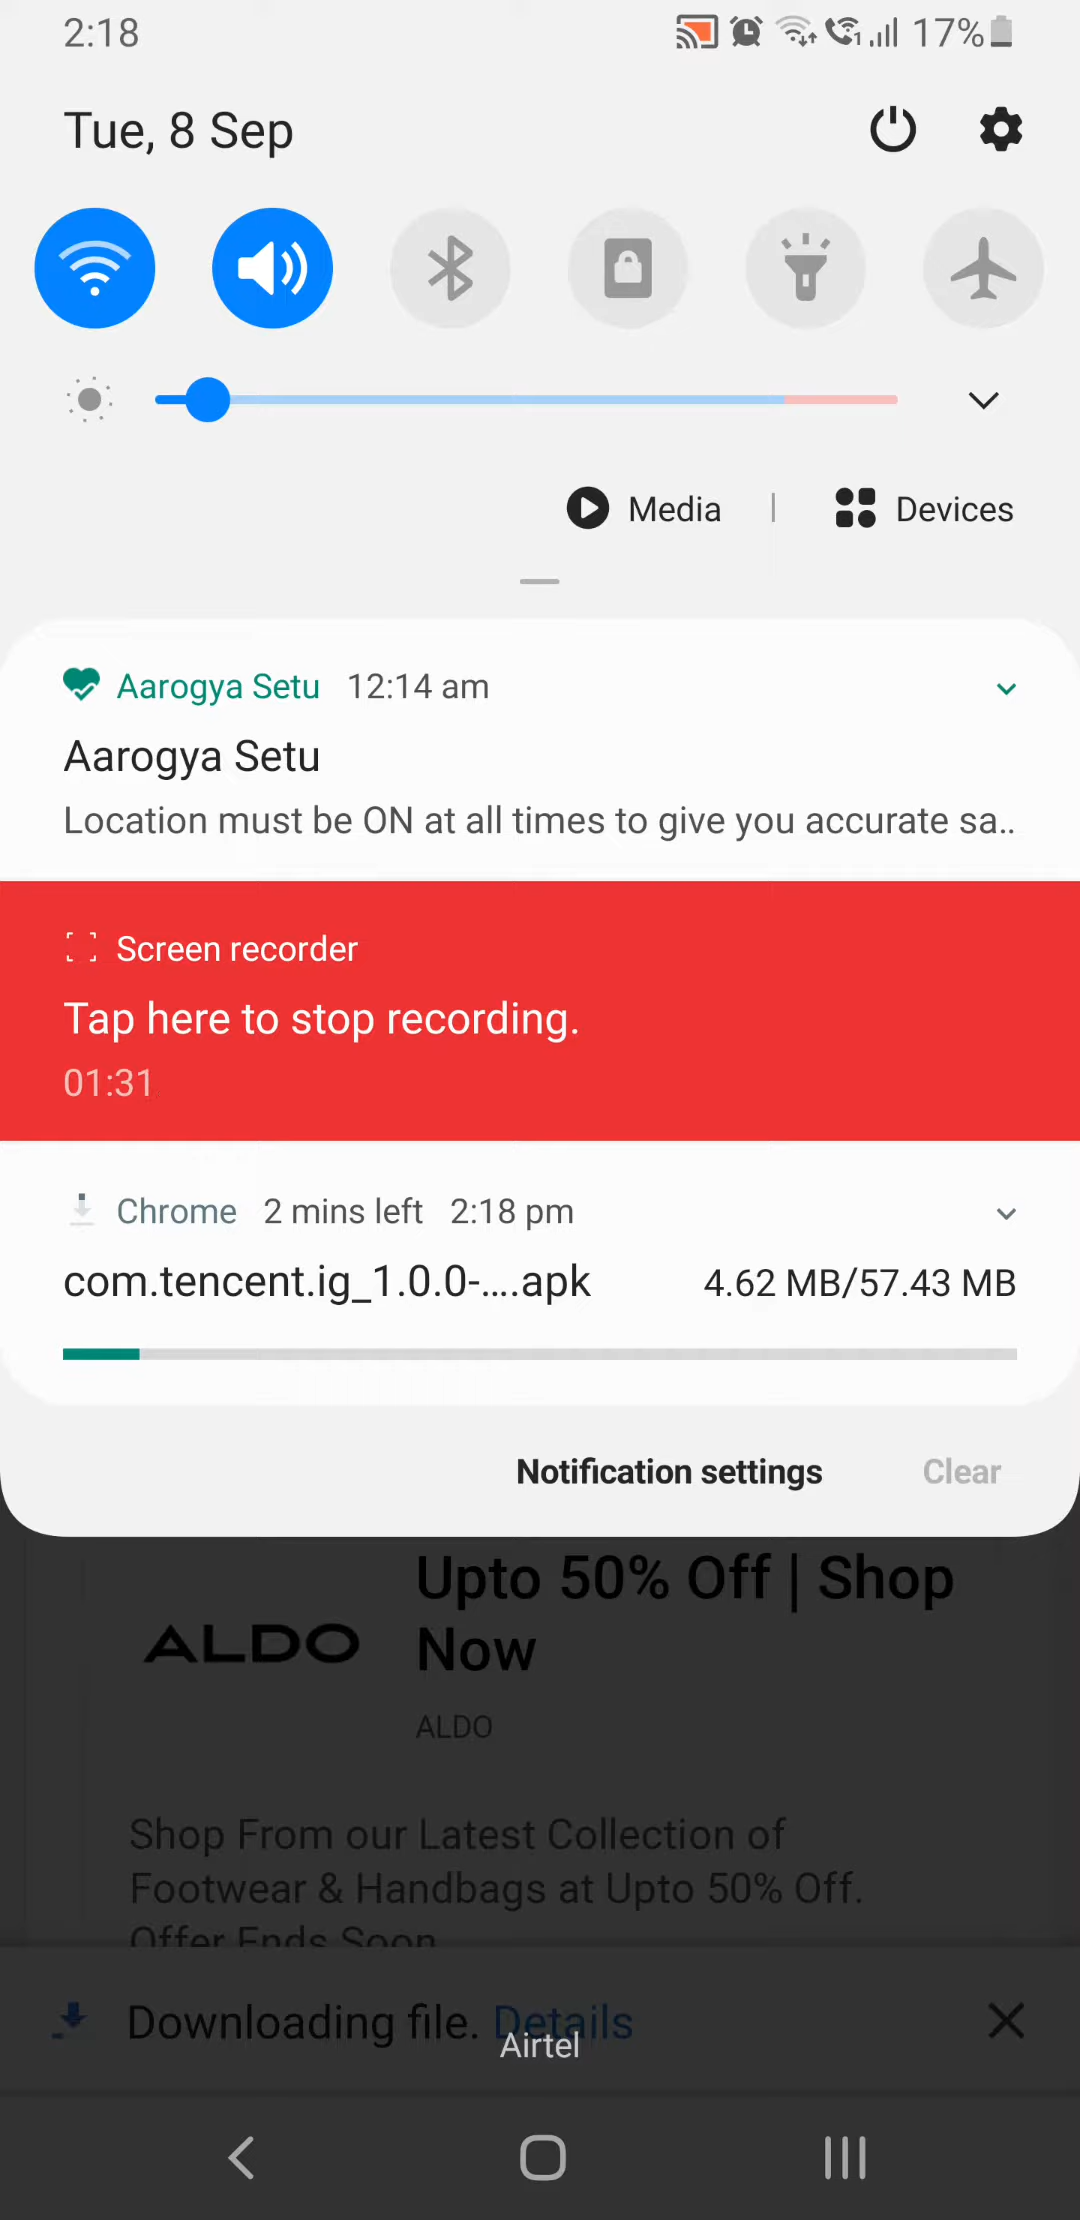 2:18
17%
Tue, 8 Sep
Media | Devices
Aarogya Setu 12:14 am
Aarogya Setu
Location must be ON at all times to give you accurate sa..
Screen recorder
Tap here to stop recording.
01:31
Chrome 2 mins left 2:18 pm
com.tencent.ig_1.0.0-....apk 4.62 MB/57.43 MB
Notification settings Clear
Upto 50% Off | Shop
Now
ALDO
ALDO
Shop From our Latest Collection of
Footwear & Handbags at Upto 50% Off.
Offer Ends Soon
Downloading file. Details
Airtel